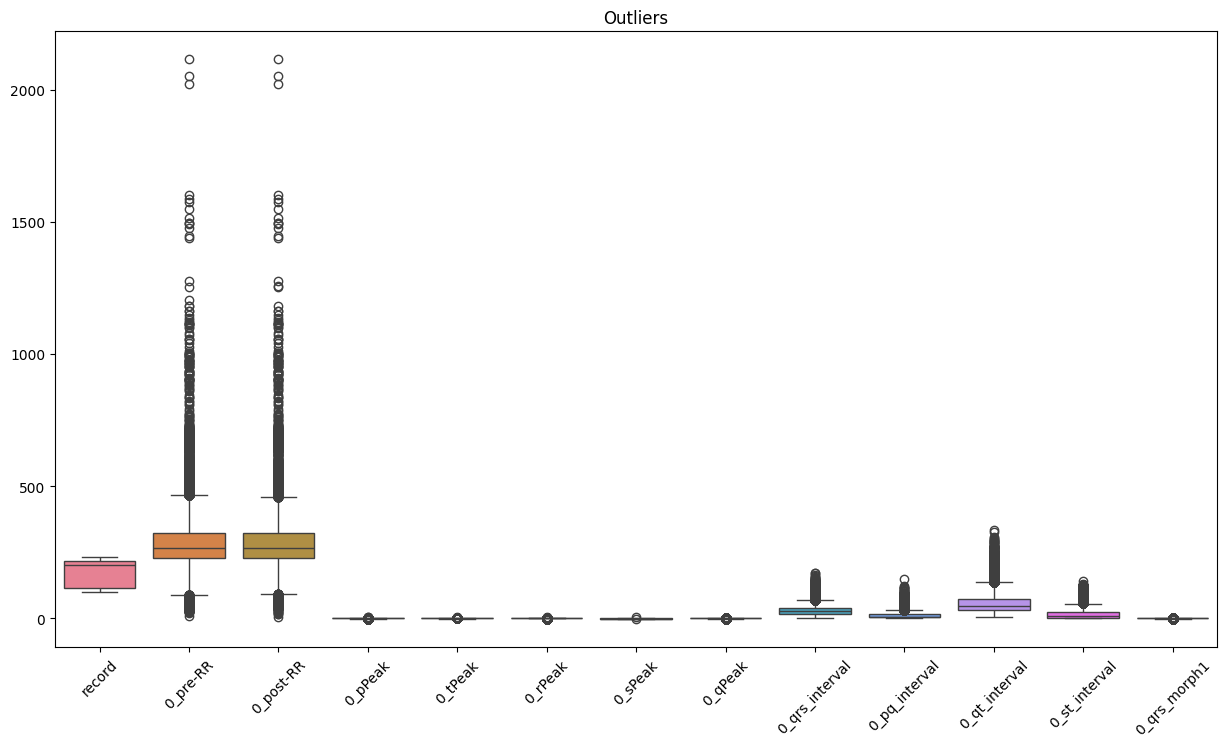 Outliers
2000
1500
1000
500
0
record
0_pre-RR
0_post-RR
0_pPeak
0_tPeak
0_rPeak
0_sPeak
0_qPeak
0_qrs_interval
0_pq_interval
0_qt_interval
0_st_interval
0_qrs_morph1